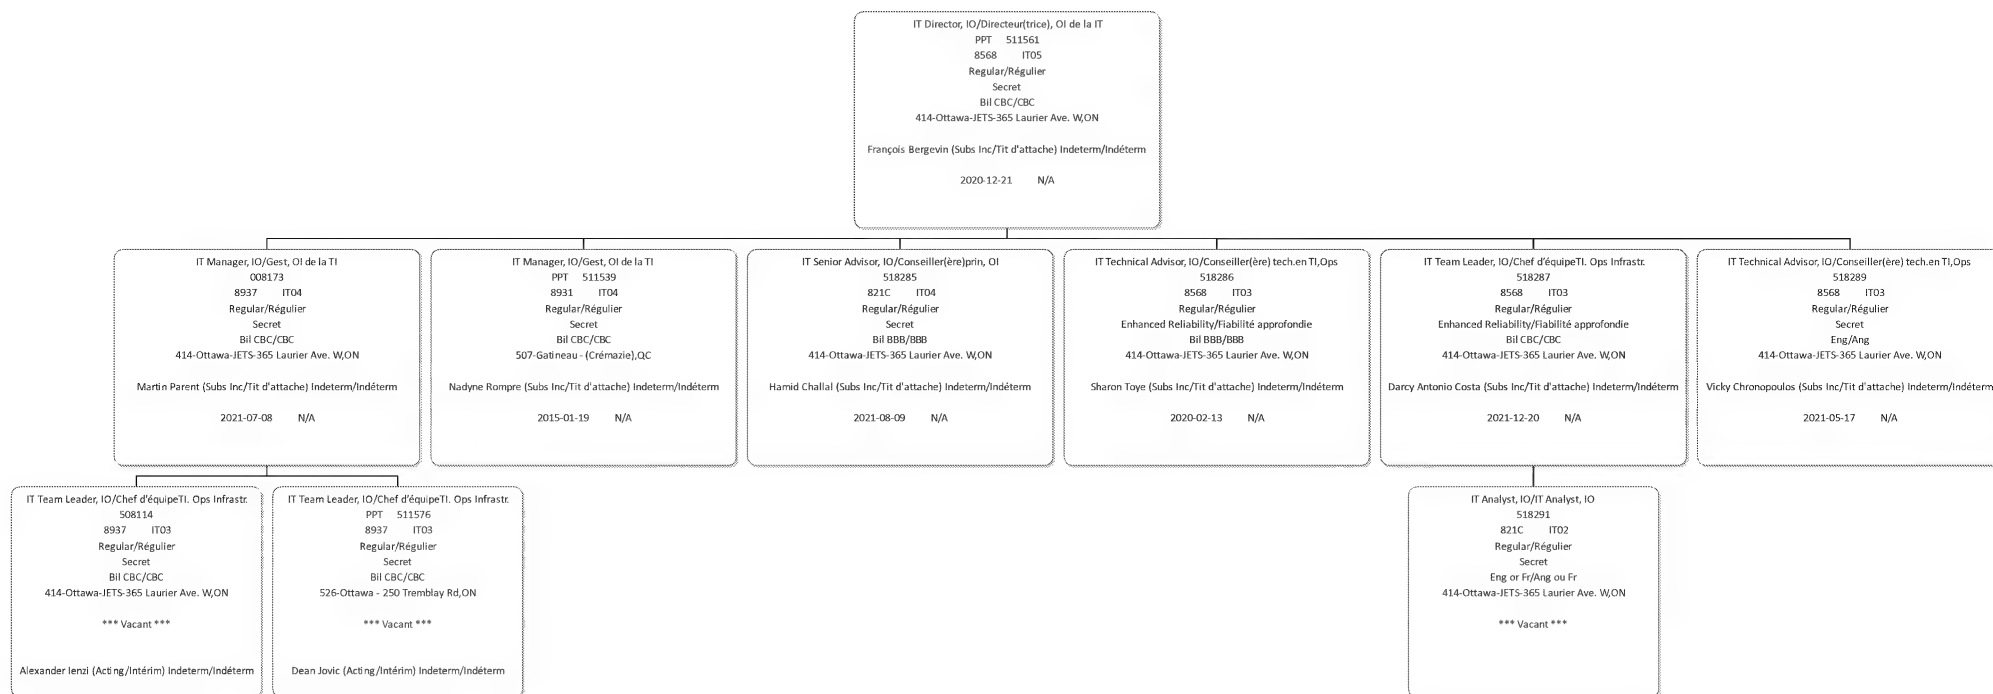 IT Director, IO/Directeur(trice), OI de la IT
PPT 511561
8568 IT05
Regular/Régulier
Secret
Bil CBC/CBC
414-Ottawa-JETS-365 Laurier Ave. W,ON
François Bergevin (Subs Inc/Tit d'attache) Indeterm/Indéterm
2020-12-21 N/A
IT Manager, IO/Gest, OI de la TI
008173
8937 IT04
Regular/Régulier
Secret
Bil CBC/CBC
414-Ottawa-JETS-365 Laurier Ave. W,ON
Martin Parent (Subs Inc/Tit d'attache) Indeterm/Indéterm
2021-07-08 N/A
IT Manager, IO/Gest, OI de la TI
PPT 511539
8931 IT04
Regular/Régulier
Secret
Bil CBC/CBC
507-Gatineau - (Crémazie),QC
Nadyne Rompre (Subs Inc/Tit d'attache) Indeterm/Indéterm
2015-01-19 N/A
IT Senior Advisor, IO/Conseiller(ère)prin, OI
518285
821C IT04
Regular/Régulier
Secret
Bil BBB/BBB
414-Ottawa-JETS-365 Laurier Ave. W,ON
Hamid Challal (Subs Inc/Tit d'attache) Indeterm/Indéterm
2021-08-09 N/A
IT Technical Advisor, IO/Conseiller(ère) tech.en TI,Ops
518286
8568 IT03
Regular/Régulier
Enhanced Reliability/Fiabilité approfondie
Bil BBB/BBB
414-Ottawa-JETS-365 Laurier Ave. W,ON
Sharon Toye (Subs Inc/Tit d'attache) Indeterm/Indéterm
2020-02-13 N/A
IT Team Leader, IO/Chef d'équipeTI. Ops Infrastr.
518287
8568 IT03
Regular/Régulier
Enhanced Reliability/Fiabilité approfondie
Bil CBC/CBC
414-Ottawa-JETS-365 Laurier Ave. W,ON
Darcy Antonio Costa (Subs Inc/Tit d'attache) Indeterm/Indéterm
2021-12-20 N/A
IT Technical Advisor, IO/Conseiller(ère) tech.en TI,Ops
518289
8568 IT03
Regular/Régulier
Secret
Eng/Ang
414-Ottawa-JETS-365 Laurier Ave. W,ON
Vicky Chronopoulos (Subs Inc/Tit d'attache) Indeterm/Indéterm
2021-05-17 N/A
IT Team Leader, IO/Chef d'équipeTI. Ops Infrastr.
508114
8937 IT03
Regular/Régulier
Secret
Bil CBC/CBC
414-Ottawa-JETS-365 Laurier Ave. W,ON
*** Vacant ***
Alexander Ienzi (Acting/Intérim) Indeterm/Indéterm
IT Team Leader, IO/Chef d'équipeTI. Ops Infrastr.
PPT 511576
8937 IT03
Regular/Régulier
Secret
Bil CBC/CBC
526-Ottawa - 250 Tremblay Rd,ON
*** Vacant ***
Dean Jovic (Acting/Intérim) Indeterm/Indéterm
IT Analyst, IO/IT Analyst, IO
518291
821C IT02
Regular/Régulier
Secret
Eng or Fr/Ang ou Fr
414-Ottawa-JETS-365 Laurier Ave. W,ON
*** Vacant ***